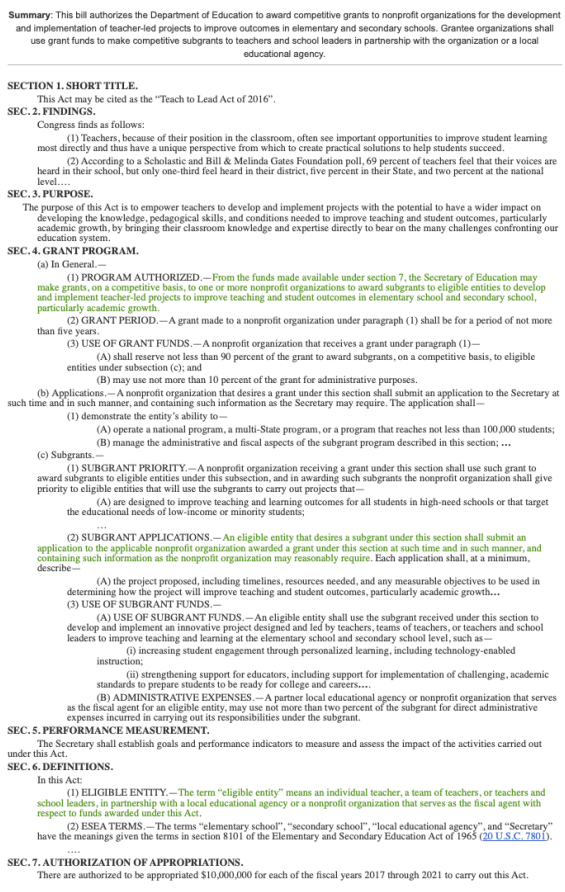 Summary: This bill authorizes the Department of Education to award competitive grants to nonprofit organizations for the development
and implementation of teacher-led projects to improve outcomes in elementary and secondary schools. Grantee organizations shall
use grant funds to make competitive subgrants to teachers and school leaders in partnership with the organization or a local
educational agency.
SECTION 1. SHORT TITLE.
This Act may be cited as the “Teach to Lead Act of 2016”.
SEC. 2. FINDINGS.
Congress finds as follows:
(1) Teachers, because of their position in the classroom, often see important opportunities to improve student learning
most directly and thus have a unique perspective from which to create practical solutions to help students succeed.
(2) According to a Scholastic and Bill & Melinda Gates Foundation poll, 69 percent of teachers feel that their voices are
heard in their school, but only one-third feel heard in their district, five percent in their State, and two percent at the national
level….
SEC. 3. PURPOSE.
The purpose of this Act is to empower teachers to develop and implement projects with the potential to have a wider impact on
developing the knowledge, pedagogical skills, and conditions needed to improve teaching and student outcomes, particularly
academic growth, by bringing their classroom knowledge and expertise directly to bear on the many challenges confronting our
education system.
SEC. 4. GRANT PROGRAM.
(a) In General.—
(1) PROGRAM AUTHORIZED.—From the funds made available under section 7, the Secretary of Education may
make grants, on a competitive basis, to one or more nonprofit organizations to award subgrants to eligible entities to develop
and implement teacher-led projects to improve teaching and student outcomes in elementary school and secondary school,
particularly academic growth.
(2) GRANT PERIOD.—A grant made to a nonprofit organization under paragraph (1) shall be for a period of not more
than five years.
(3) USE OF GRANT FUNDS.—A nonprofit organization that receives a grant under paragraph (1)—
(A) shall reserve not less than 90 percent of the grant to award subgrants, on a competitive basis, to eligible
entities under subsection (c); and
(B) may use not more than 10 percent of the grant for administrative purposes.
(b) Applications.—A nonprofit organization that desires a grant under this section shall submit an application to the Secretary at
such time and in such manner, and containing such information as the Secretary may require. The application shall—
(1) demonstrate the entity’s ability to—
(A) operate a national program, a multi-State program, or a program that reaches not less than 100,000 students;
(B) manage the administrative and fiscal aspects of the subgrant program described in this section; …
(c) Subgrants.—
(1) SUBGRANT PRIORITY.—A nonprofit organization receiving a grant under this section shall use such grant to
award subgrants to eligible entities under this subsection, and in awarding such subgrants the nonprofit organization shall give
priority to eligible entities that will use the subgrants to carry out projects that—
(A) are designed to improve teaching and learning outcomes for all students in high-need schools or that target
the educational needs of low-income or minority students;
…
(2) SUBGRANT APPLICATIONS.—An eligible entity that desires a subgrant under this section shall submit an
application to the applicable nonprofit organization awarded a grant under this section at such time and in such manner, and
containing such information as the nonprofit organization may reasonably require. Each application shall, at a minimum,
describe—
(A) the project proposed, including timelines, resources needed, and any measurable objectives to be used in
determining how the project will improve teaching and student outcomes, particularly academic growth…
(3) USE OF SUBGRANT FUNDS.—
(A) USE OF SUBGRANT FUNDS.—An eligible entity shall use the subgrant received under this section to
develop and implement an innovative project designed and led by teachers, teams of teachers, or teachers and school
leaders to improve teaching and learning at the elementary school and secondary school level, such as—
(i) increasing student engagement through personalized learning, including technology-enabled
instruction;
(ii) strengthening support for educators, including support for implementation of challenging, academic
standards to prepare students to be ready for college and careers….
(B) ADMINISTRATIVE EXPENSES.—A partner local educational agency or nonprofit organization that serves
as the fiscal agent for an eligible entity, may use not more than two percent of the subgrant for direct administrative
expenses incurred in carrying out its responsibilities under the subgrant.
SEC. 5. PERFORMANCE MEASUREMENT.
The Secretary shall establish goals and performance indicators to measure and assess the impact of the activities carried out
under this Act.
SEC. 6. DEFINITIONS.
In this Act:
(1) ELIGIBLE ENTITY.—The term “eligible entity” means an individual teacher, a team of teachers, or teachers and
school leaders, in partnership with a local educational agency or a nonprofit organization that serves as the fiscal agent with
respect to funds awarded under this Act.
(2) ESEA TERMS.—The terms “elementary school”, “secondary school”, “local educational agency”, and “Secretary”
have the meanings given the terms in section 8101 of the Elementary and Secondary Education Act of 1965 (20 U.S.C. 7801).
….
SEC. 7. AUTHORIZATION OF APPROPRIATIONS.
There are authorized to be appropriated $10,000,000 for each of the fiscal years 2017 through 2021 to carry out this Act.